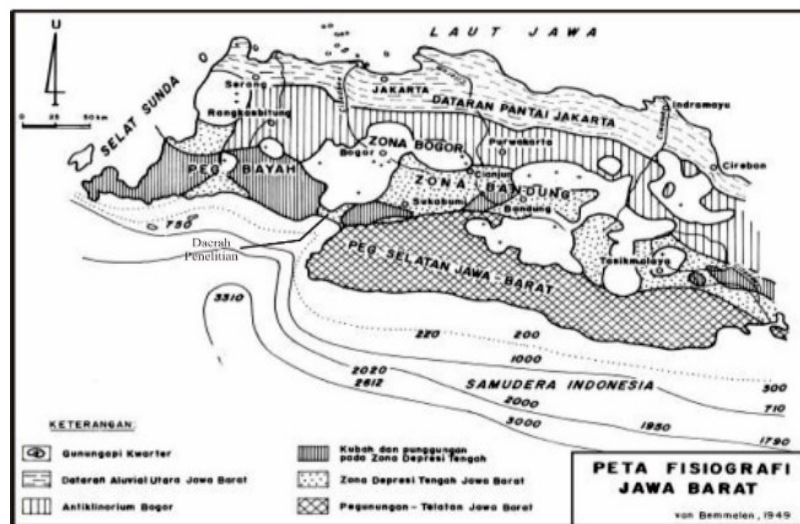 LAUT JAWA
U
0 25 50 km
SELAT SUNDA
Serang
JAKARTA
DATARAN PANTAI JAKARTA
Indramayu
Rangkasbitung
ZONA BOGOR
Bogor
Purwakarta
Cirebon
PEG. BAYAH
Cianjur
ZONA BANDUNG
Sukabumi
Bandung
750
Daerah
Penelitian
PEG. SELATAN JAWA-BARAT
Tasikmalaya
3310
220
200
1000
300
2020
2612
SAMUDERA INDONESIA
710
2000
3000
1950
1790
KETERANGAN:
Gunungapi Kwarter
Dataran Aluvial Utara Jawa Barat
Antiklinorium Bogor
Kubah dan punggungan
pada Zona Depresi Tengah
Zona Depresi Tengah Jawa Barat
Pegunungan - Telatan Jawa Barat
PETA FISIOGRAFI
JAWA BARAT
van Bemmelen, 1949